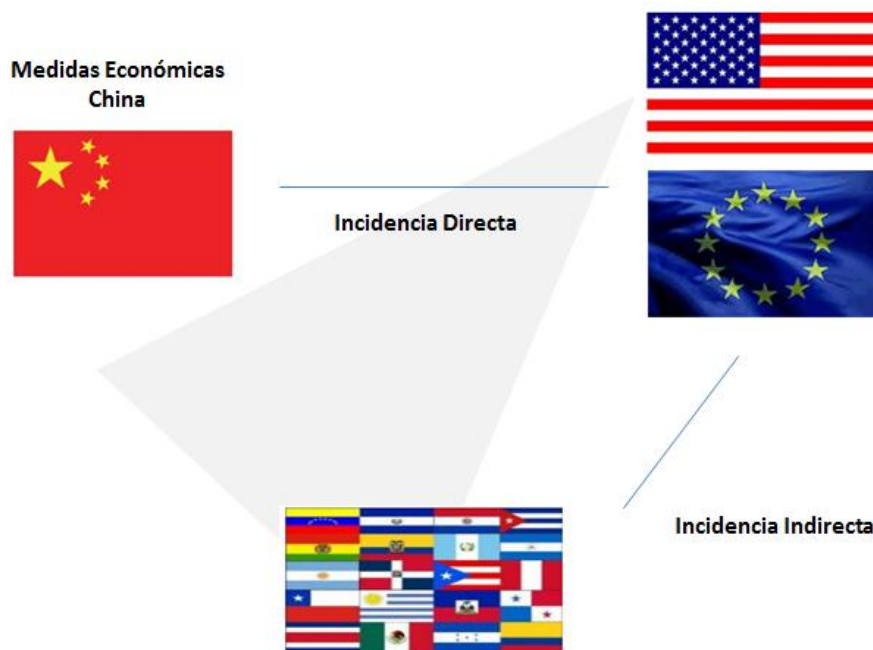 Medidas Económicas
China
Incidencia Directa
Incidencia Indirecta